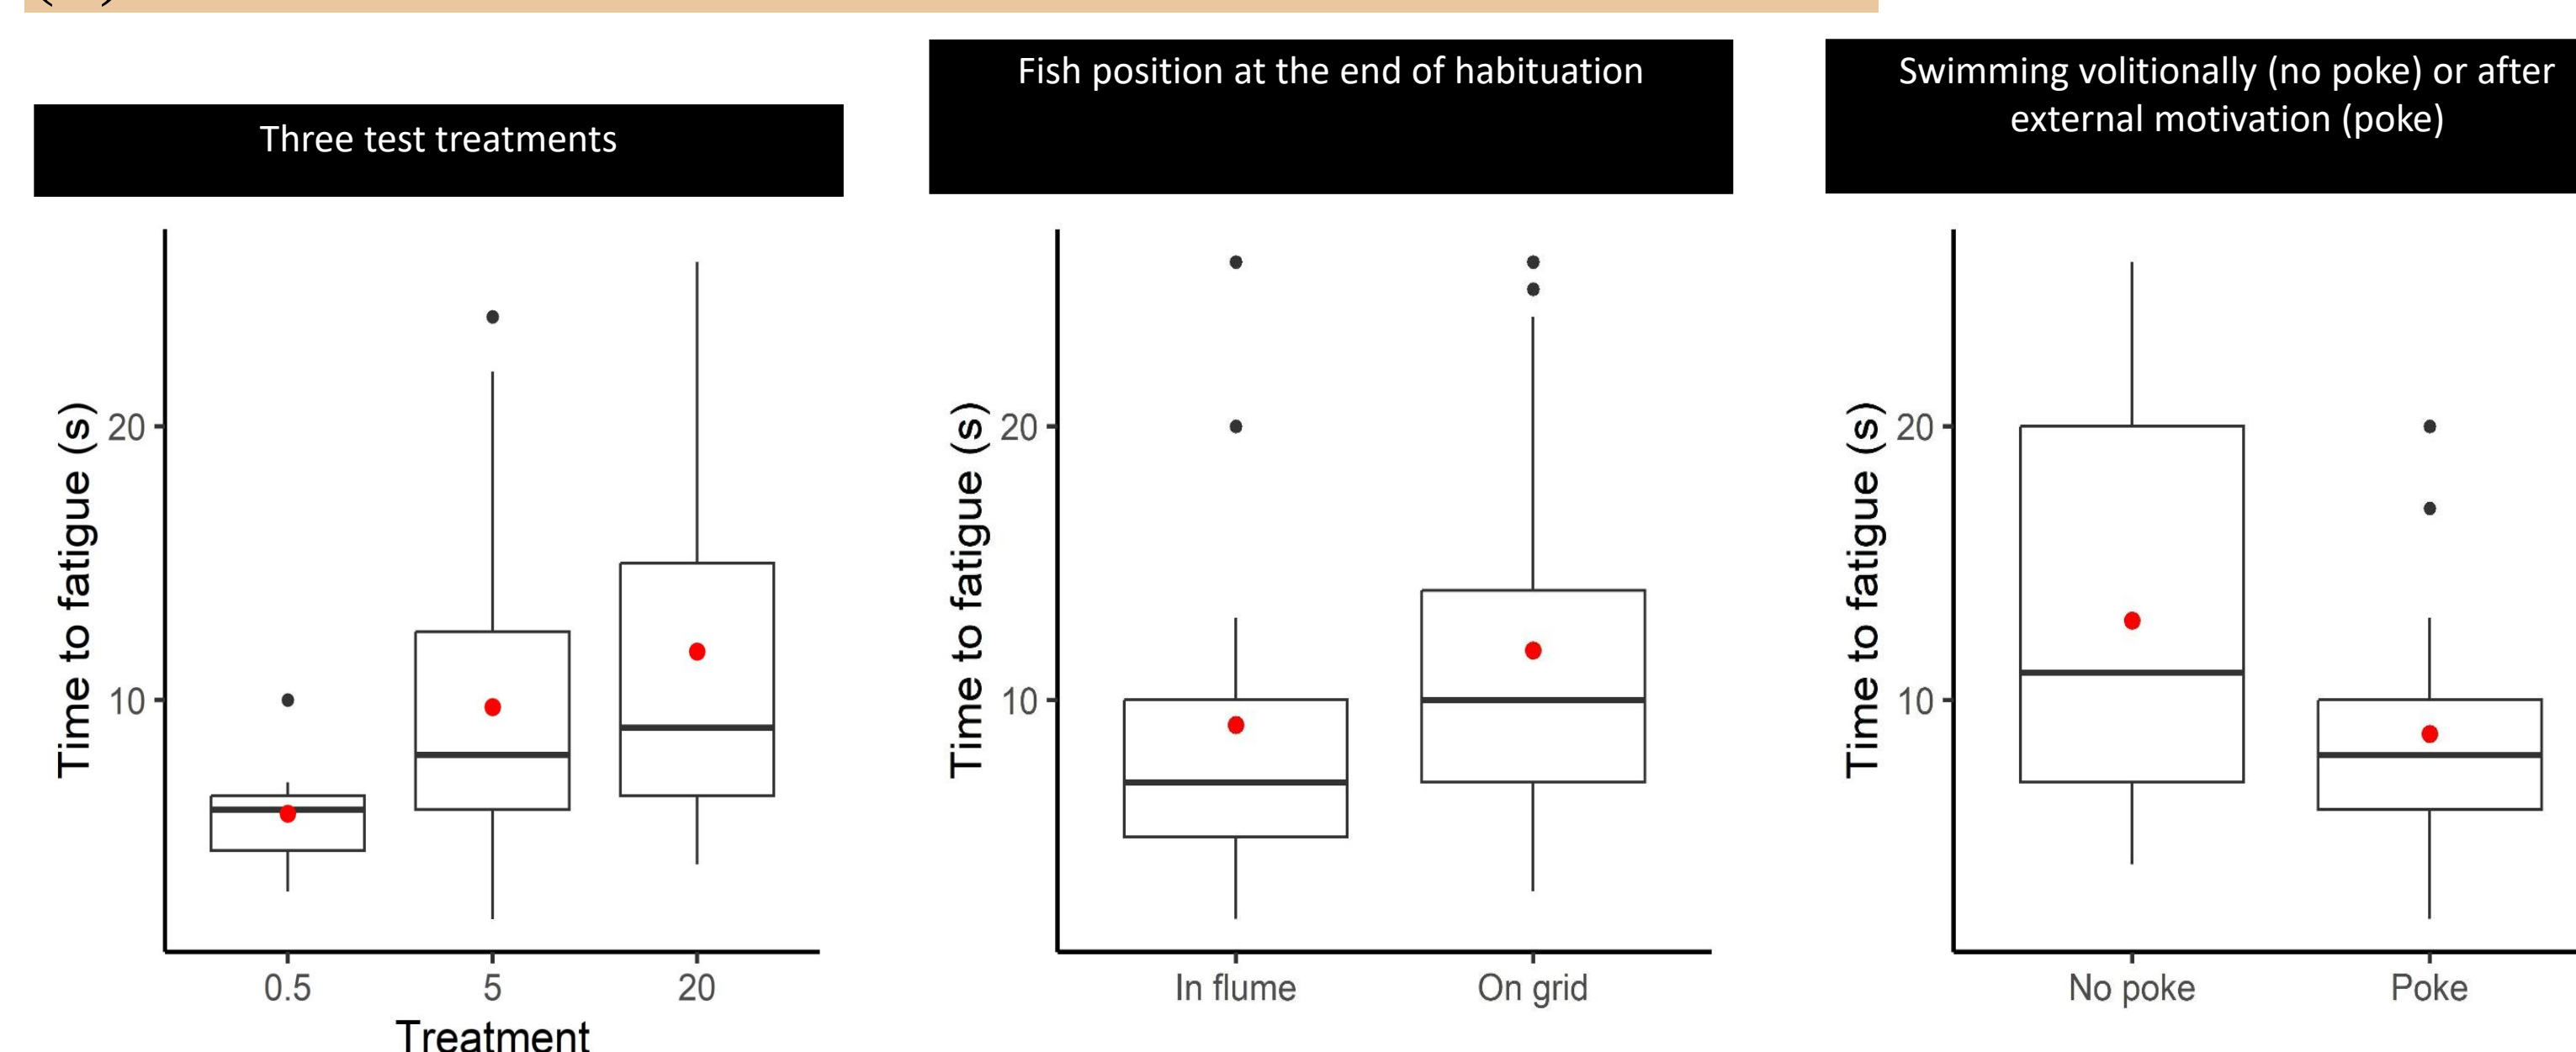 Three test treatments
Time to fatigue (s)
20
10
0.5 5 20
Treatment
Fish position at the end of habituation
Time to fatigue (s)
20
10
In flume On grid
Swimming volitionally (no poke) or after
external motivation (poke)
Time to fatigue (s)
20
10
No poke Poke